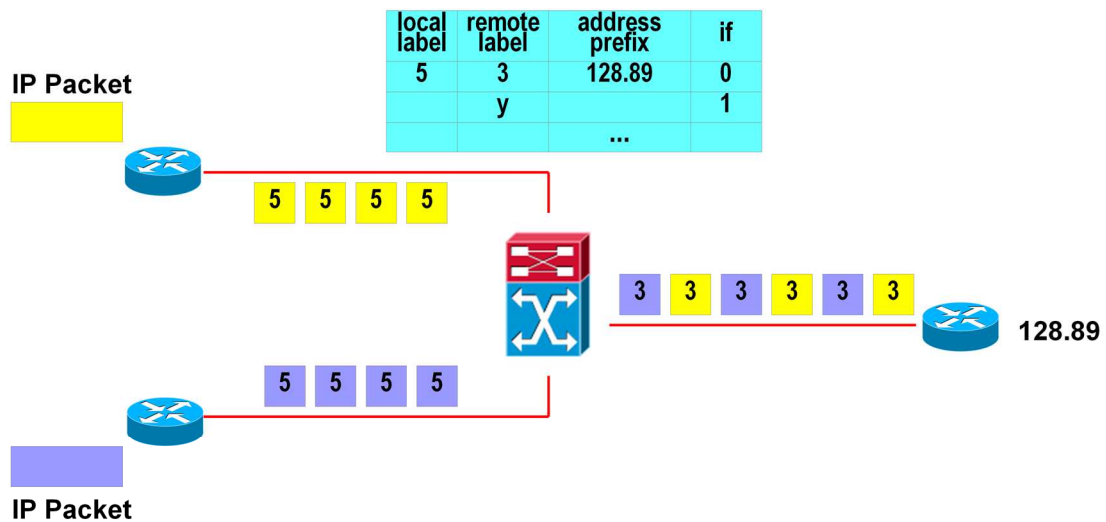 local label remote label address prefix if
5 3 128.89 0
y 1
...
IP Packet
5 5 5 5
3 3 3 3 3 3
128.89
5 5 5 5
IP Packet